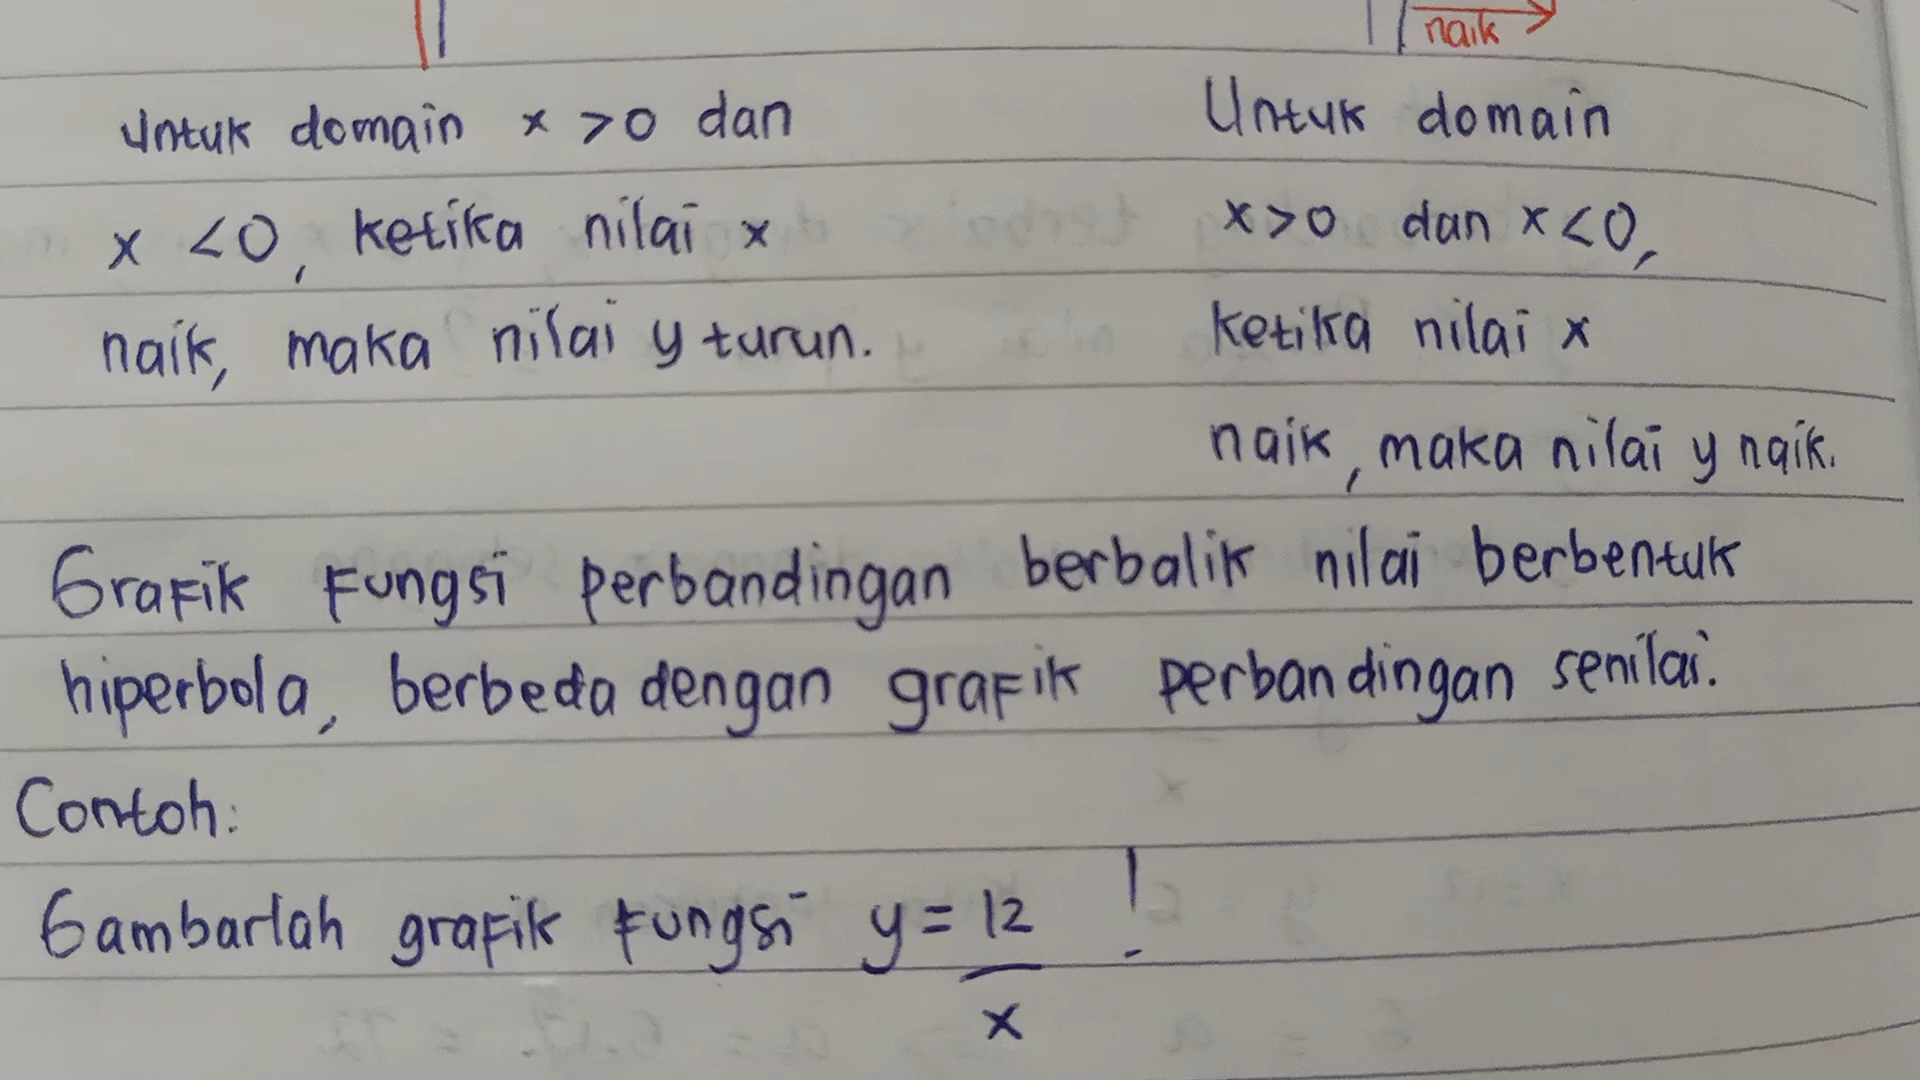 naik
untuk domain x > 0 dan
x < 0, ketika nilai x
naik, maka nilai y turun.
Untuk domain
x > 0 dan x < 0,
ketika nilai x
naik, maka nilai y naik.
Grafik fungsi perbandingan berbalik nilai berbentuk
hiperbola, berbeda dengan grafik perbandingan senilai.
Contoh:
Gambarlah grafik fungsi y = 12 !
x